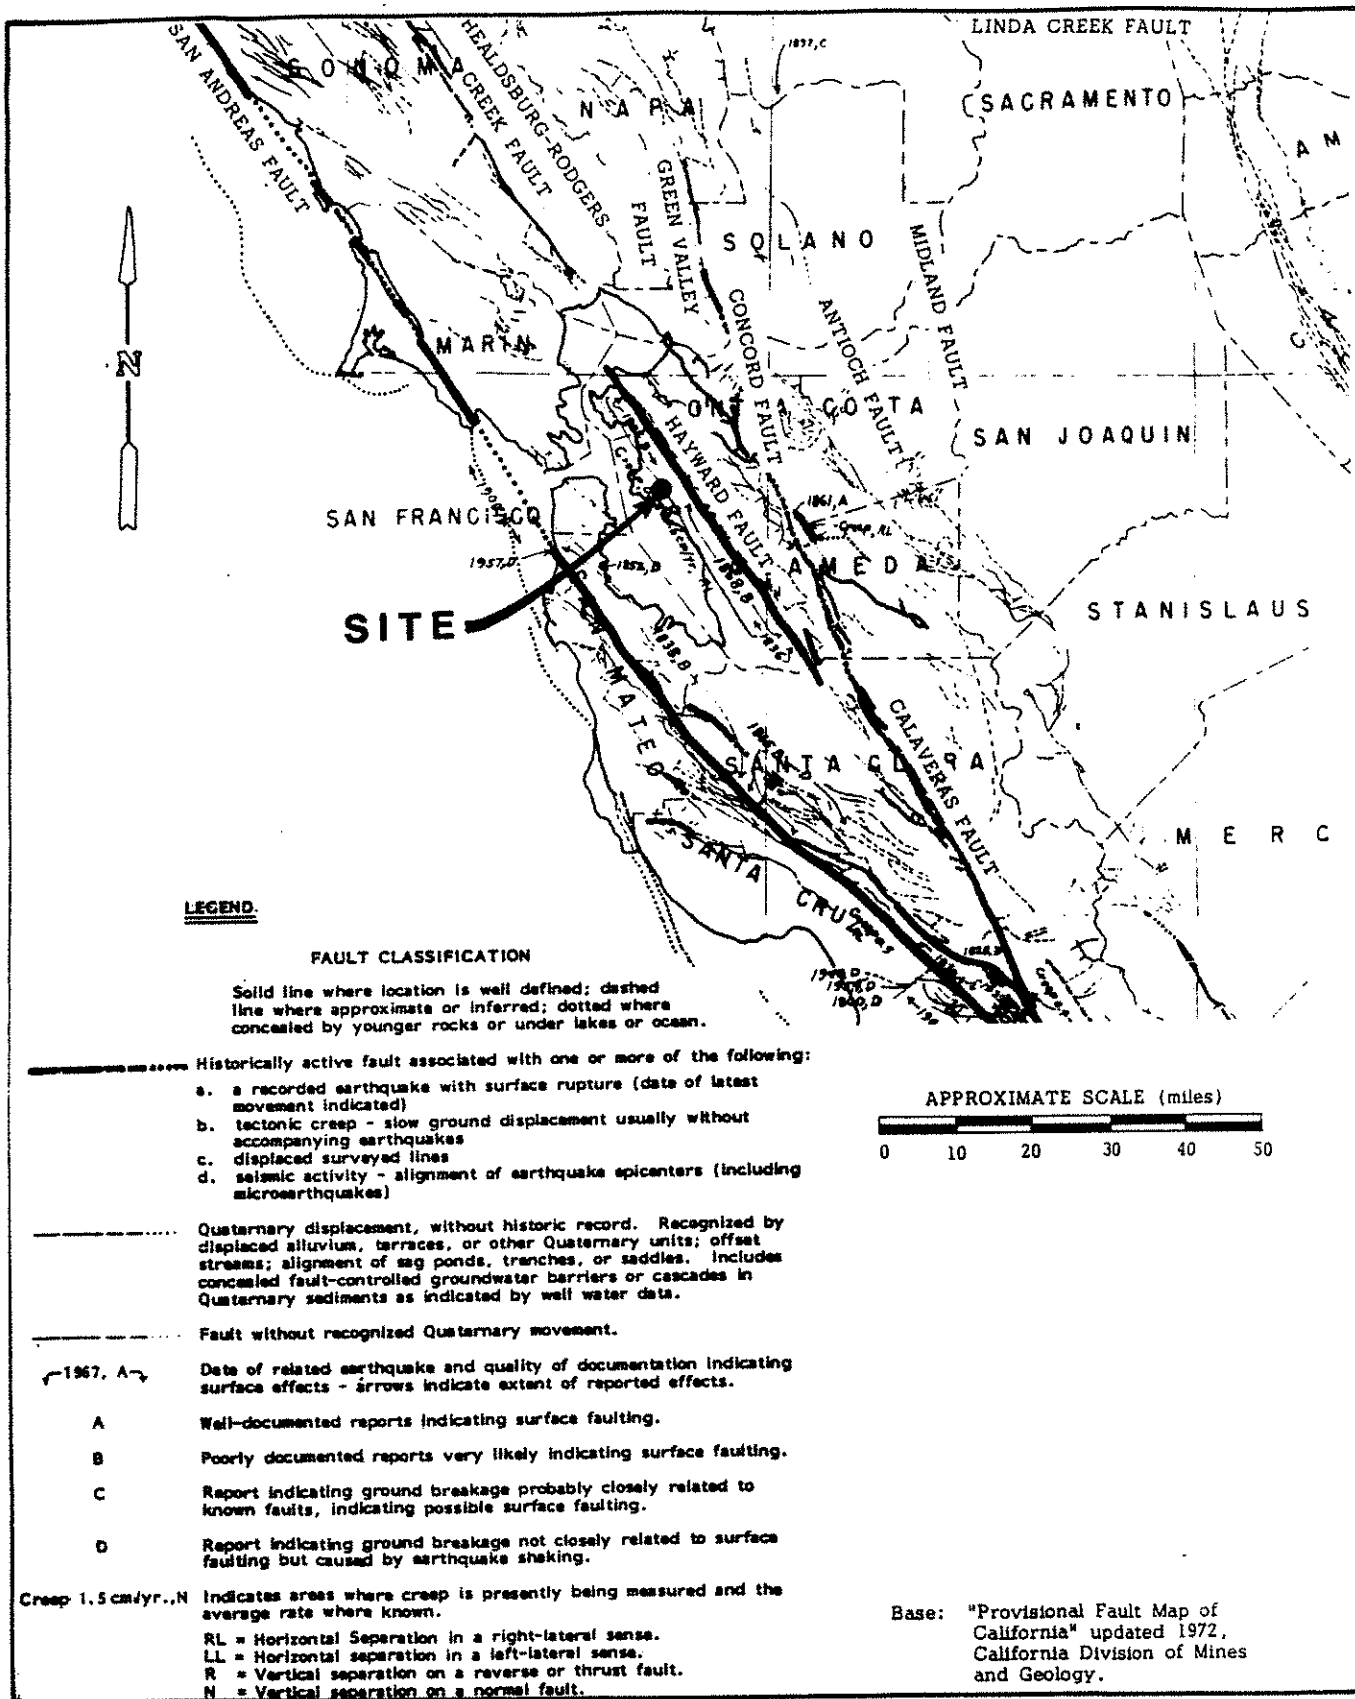 LINDA CREEK FAULT
1892, C
SONOMA
SAN ANDREAS FAULT
HEALDSBURG-RODGERS
CREEK FAULT
NAPA
SACRAMENTO
AM
FAULT
GREEN VALLEY
SOLANO
MIDLAND FAULT
N
MARIN
CONCORD FAULT
ANTIOCH FAULT
COSTA
SAN JOAQUIN
HAYWARD FAULT
SAN FRANCISCO
1861, A
Creep, RL
1957, D
1852, D
1868, B
AMEDA
STANISLAUS
SITE
1838, B
1836
MATEO
CALAVERAS FAULT
SANTA CLARA
MERC
SANTA
CRU
LEGEND.
FAULT CLASSIFICATION
Solid line where location is well defined; dashed
line where approximate or inferred; dotted where
concealed by younger rocks or under lakes or ocean.
Historically active fault associated with one or more of the following:
a. a recorded earthquake with surface rupture (date of latest
movement indicated)
b. tectonic creep - slow ground displacement usually without
accompanying earthquakes
c. displaced surveyed lines
d. seismic activity - alignment of earthquake epicenters (including
microearthquakes)
APPROXIMATE SCALE (miles)
0 10 20 30 40 50
Quaternary displacement, without historic record. Recognized by
displaced alluvium, terraces, or other Quaternary units; offset
streams; alignment of sag ponds, trenches, or saddles. Includes
concealed fault-controlled groundwater barriers or cascades in
Quaternary sediments as indicated by well water data.
Fault without recognized Quaternary movement.
1967, A
Date of related earthquake and quality of documentation indicating
surface effects - arrows indicate extent of reported effects.
A Well-documented reports indicating surface faulting.
B Poorly documented reports very likely indicating surface faulting.
C Report indicating ground breakage probably closely related to
known faults, indicating possible surface faulting.
D Report indicating ground breakage not closely related to surface
faulting but caused by earthquake shaking.
Creep 1.5 cm/yr.,N Indicates areas where creep is presently being measured and the
average rate where known.
RL = Horizontal Separation in a right-lateral sense.
LL = Horizontal separation in a left-lateral sense.
R = Vertical separation on a reverse or thrust fault.
N = Vertical separation on a normal fault.
Base: "Provisional Fault Map of
California" updated 1972,
California Division of Mines
and Geology.